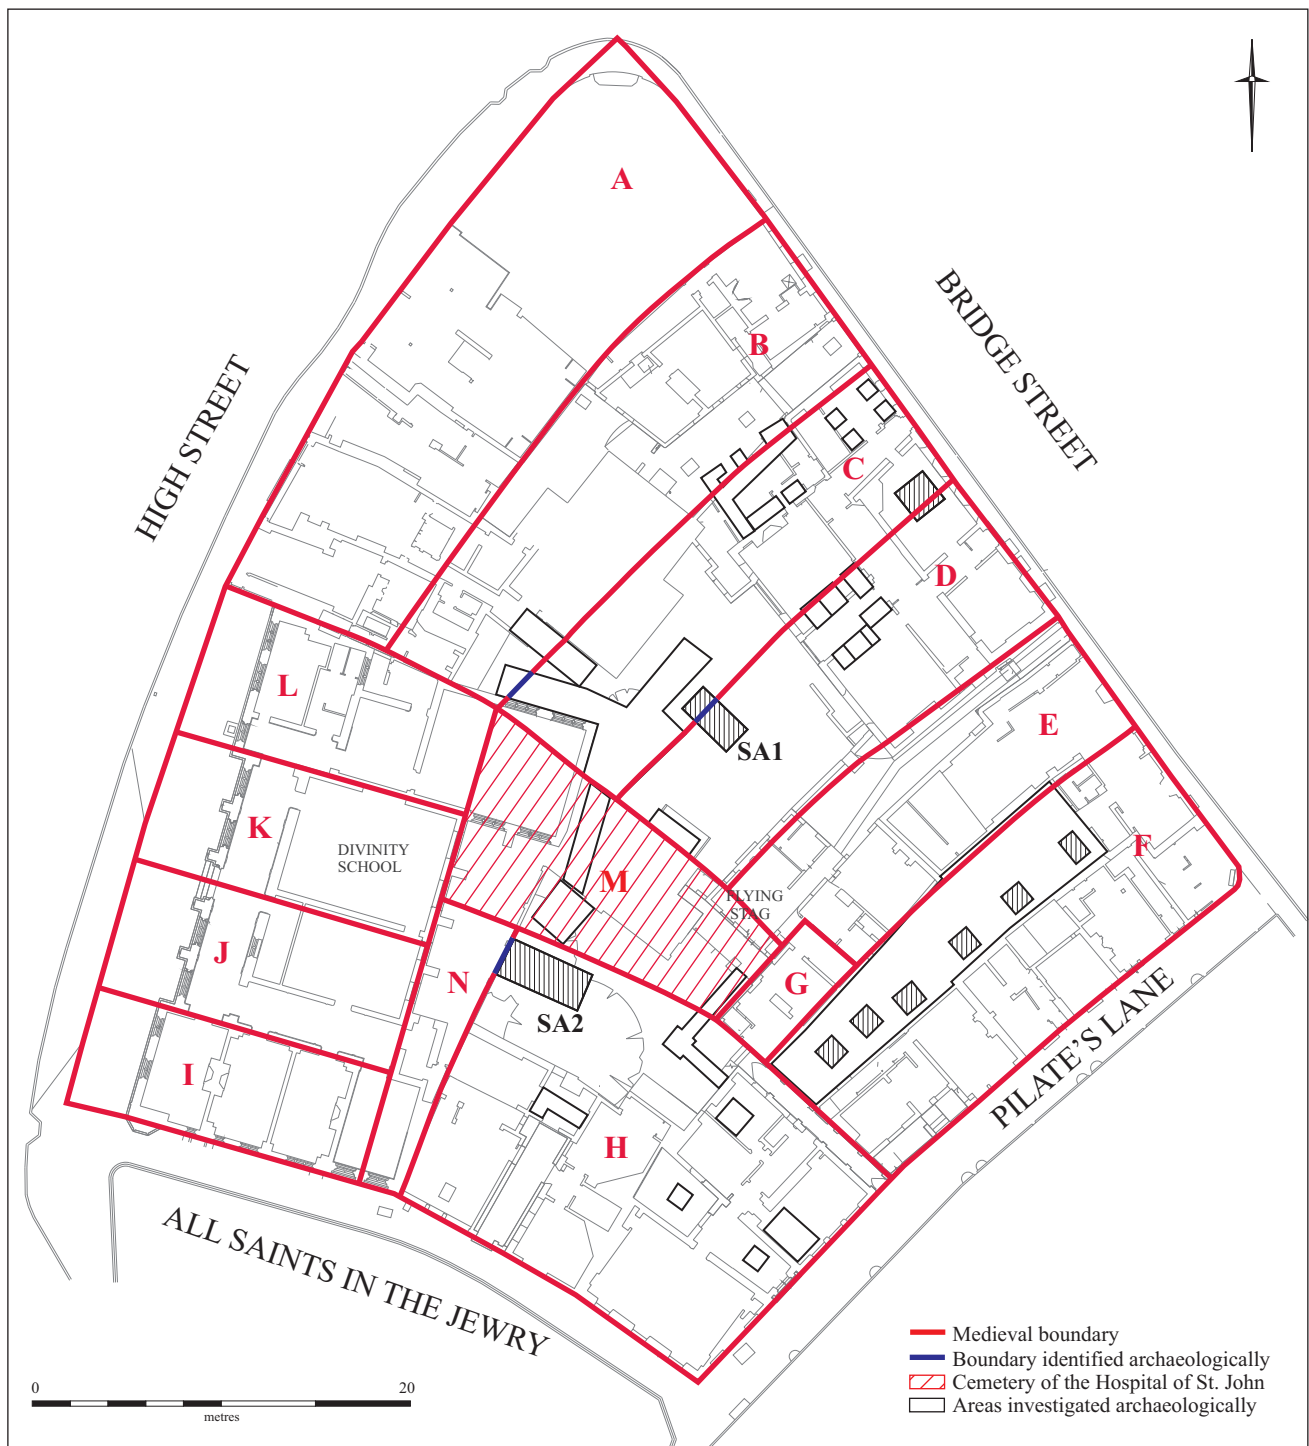 A
BRIDGE STREET
B
HIGH STREET
C
D
L
E
SA1
K
DIVINITY
SCHOOL
F
M
FLYING
STAG
J
N
G
SA2
PILATE'S LANE
I
H
ALL SAINTS IN THE JEWRY
Medieval boundary
Boundary identified archaeologically
Cemetery of the Hospital of St. John
Areas investigated archaeologically
0 20
metres